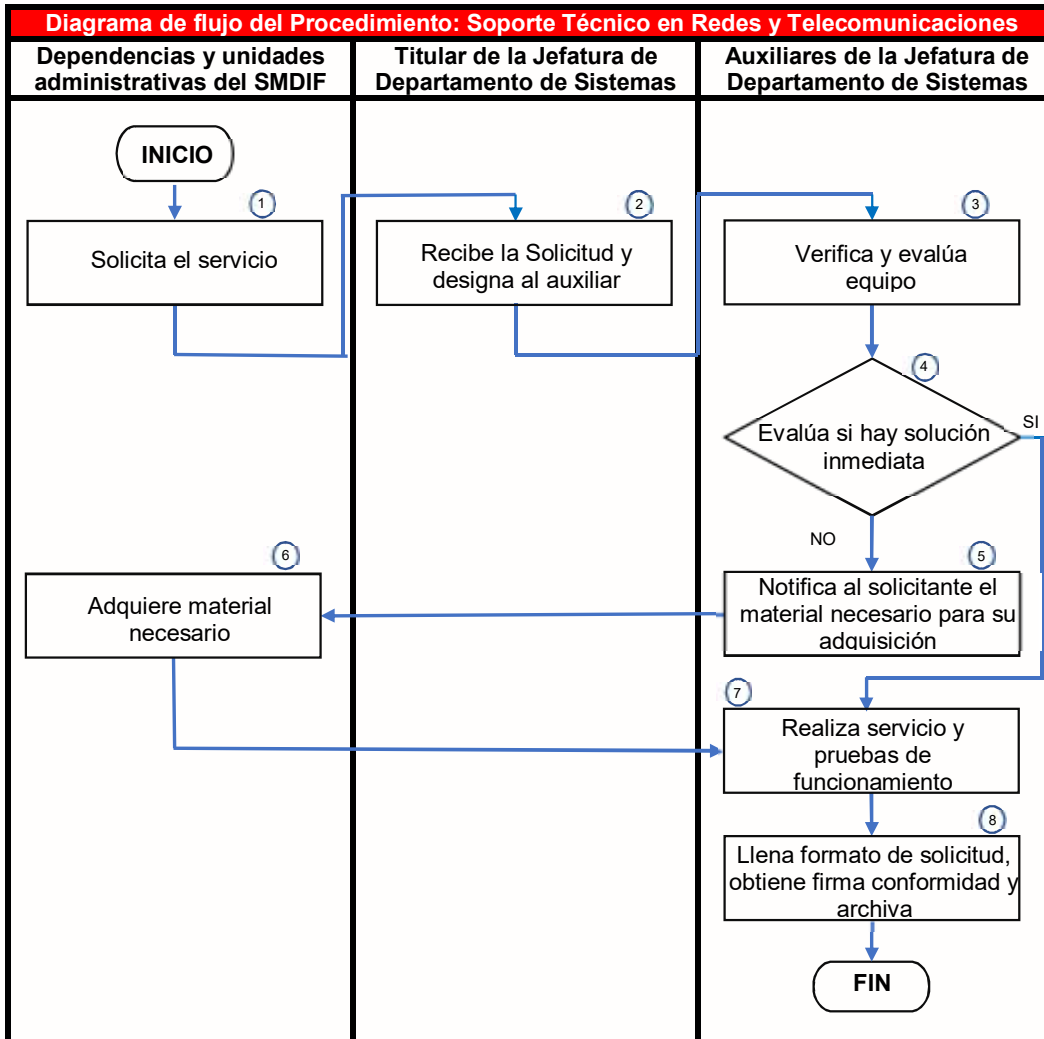 Diagrama de flujo del Procedimiento: Soporte Técnico en Redes y Telecomunicaciones
Dependencias y unidades
administrativas del SMDIF
Titular de la Jefatura de
Departamento de Sistemas
Auxiliares de la Jefatura de
Departamento de Sistemas
INICIO
1
Solicita el servicio
2
Recibe la Solicitud y
designa al auxiliar
3
Verifica y evalúa
equipo
4
Evalúa si hay solución
inmediata
SI
NO
5
Notifica al solicitante el
material necesario para su
adquisición
6
Adquiere material
necesario
7
Realiza servicio y
pruebas de
funcionamiento
8
Llena formato de solicitud,
obtiene firma conformidad y
archiva
FIN